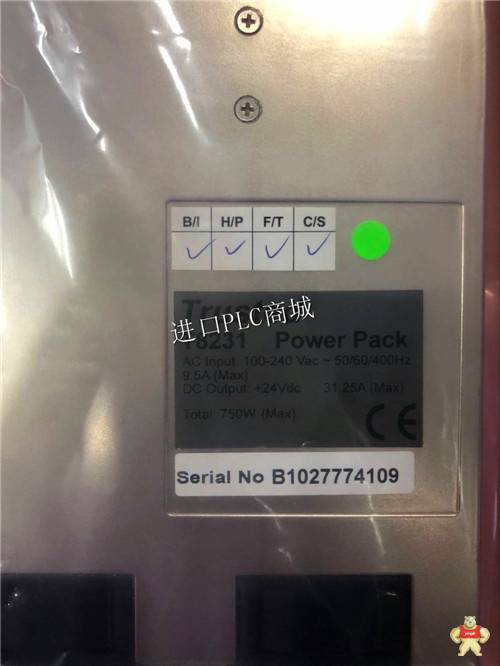 B/I H/P F/T C/S
进口PLC商城
T8231 Power Pack
AC Input: 100-240 Vac ~ 50/60/400Hz
9.5A (Max)
DC Output: +24Vdc 31.25A (Max)
Total: 750W (Max)
CE
Serial No B1027774109